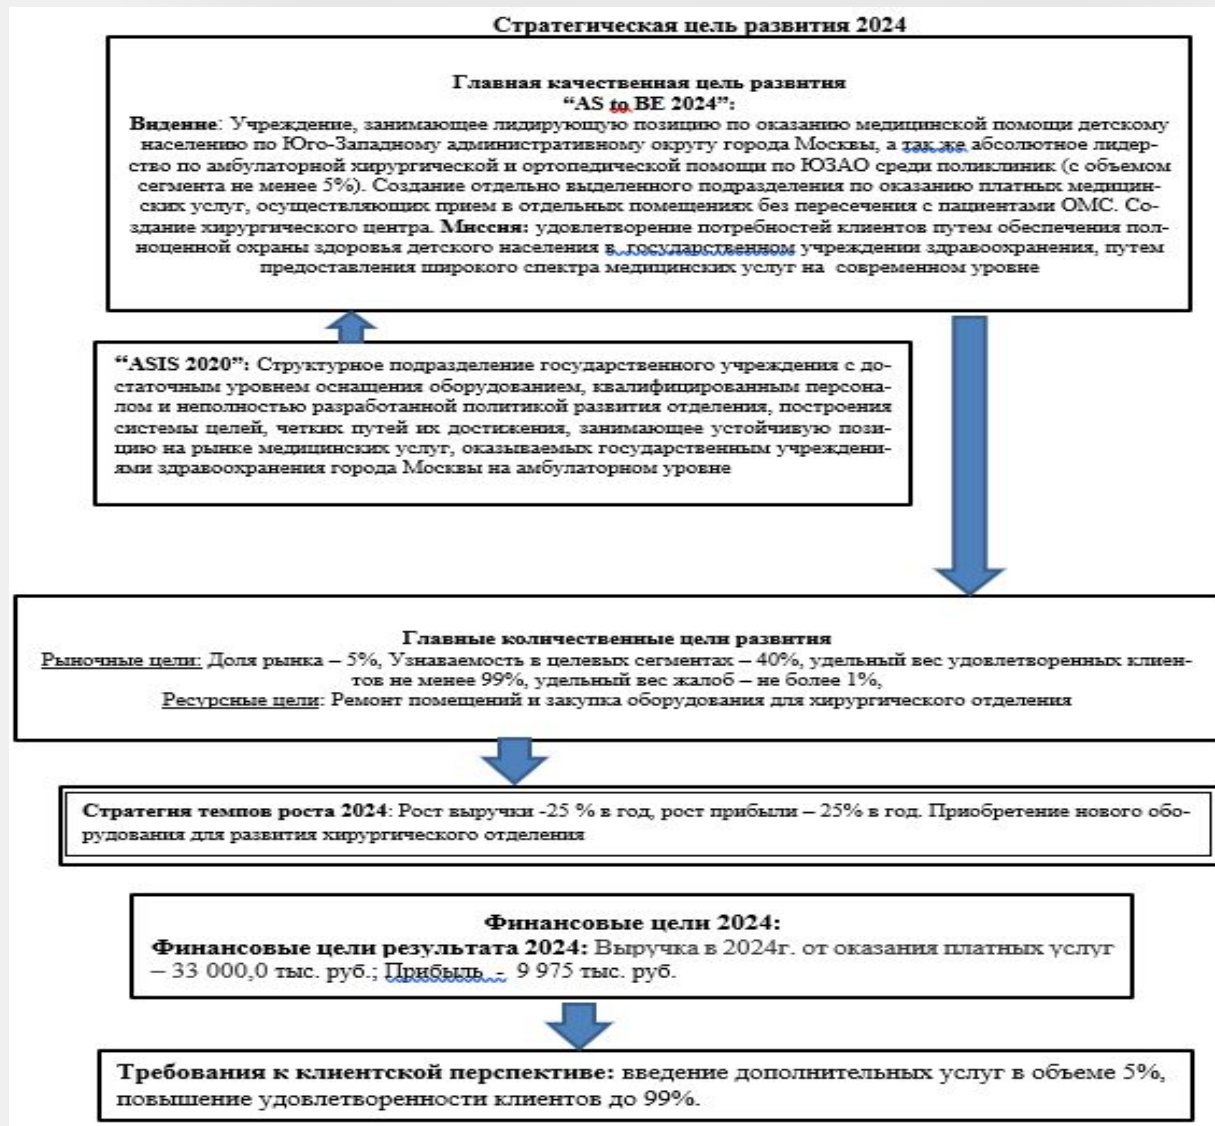 Стратегическая цель развития 2024
Главная качественная цель развития
“AS to BE 2024”:
Видение: Учреждение, занимающее лидирующую позицию по оказанию медицинской помощи детскому
населению по Юго-Западному административному округу города Москвы, а так же абсолютное лидер-
ство по амбулаторной хирургической и ортопедической помощи по ЮЗАО среди поликлиник (с объемом
сегмента не менее 5%). Создание отдельно выделенного подразделения по оказанию платных медицин-
ских услуг, осуществляющих прием в отдельных помещениях без пересечения с пациентами ОМС. Со-
здание хирургического центра. Миссия: удовлетворение потребностей клиентов путем обеспечения пол-
ноценной охраны здоровья детского населения в государственном учреждении здравоохранения, путем
предоставления широкого спектра медицинских услуг на современном уровне
“ASIS 2020”: Структурное подразделение государственного учреждения с до-
статочным уровнем оснащения оборудованием, квалифицированным персона-
лом и неполностью разработанной политикой развития отделения, построения
системы целей, четких путей их достижения, занимающее устойчивую пози-
цию на рынке медицинских услуг, оказываемых государственным учреждени-
ями здравоохранения города Москвы на амбулаторном уровне
Главные количественные цели развития
Рыночные цели: Доля рынка – 5%, Узнаваемость в целевых сегментах – 40%, удельный вес удовлетворенных клиен-
тов не менее 99%, удельный вес жалоб – не более 1%,
Ресурсные цели: Ремонт помещений и закупка оборудования для хирургического отделения
Стратегия темпов роста 2024: Рост выручки -25 % в год, рост прибыли – 25% в год. Приобретение нового обо-
рудования для развития хирургического отделения
Финансовые цели 2024:
Финансовые цели результата 2024: Выручка в 2024г. от оказания платных услуг
– 33 000,0 тыс. руб.; Прибыль - 9 975 тыс. руб.
Требования к клиентской перспективе: введение дополнительных услуг в объеме 5%,
повышение удовлетворенности клиентов до 99%.